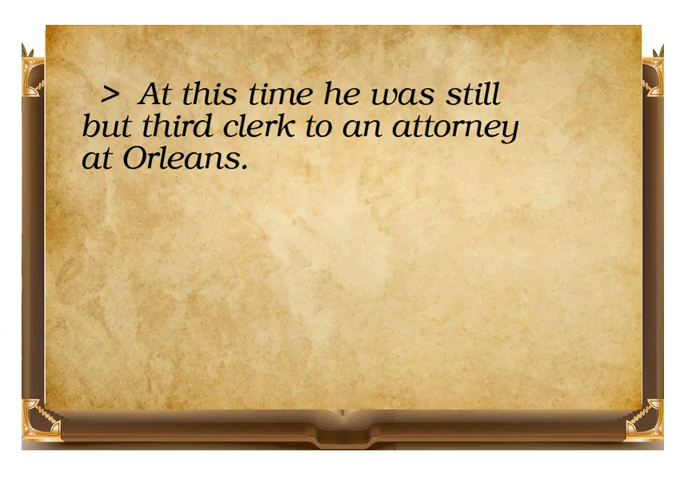 > At this time he was still
but third clerk to an attorney
at Orleans.